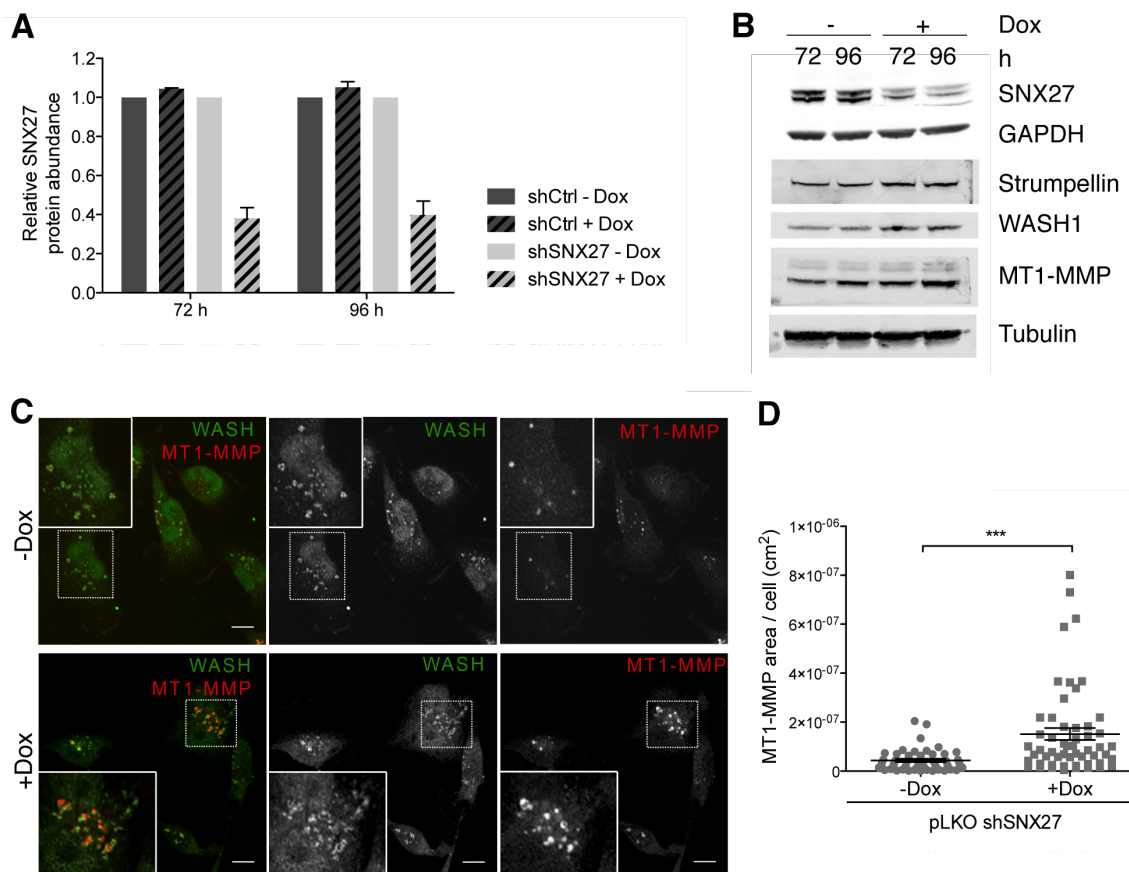 A
1.2
1.0
0.8
0.6
0.4
0.2
0.0
Relative SNX27
protein abundance
72 h
96 h
shCtrl - Dox
shCtrl + Dox
shSNX27 - Dox
shSNX27 + Dox
B
- + Dox
72 96 72 96 h
SNX27
GAPDH
Strumpellin
WASH1
MT1-MMP
Tubulin
C
-Dox
WASH
MT1-MMP
WASH
MT1-MMP
+Dox
WASH
MT1-MMP
WASH
MT1-MMP
D
MT1-MMP area / cell (cm²)
1×10⁻⁰⁶
8×10⁻⁰⁷
6×10⁻⁰⁷
4×10⁻⁰⁷
2×10⁻⁰⁷
0
***
-Dox
+Dox
pLKO shSNX27